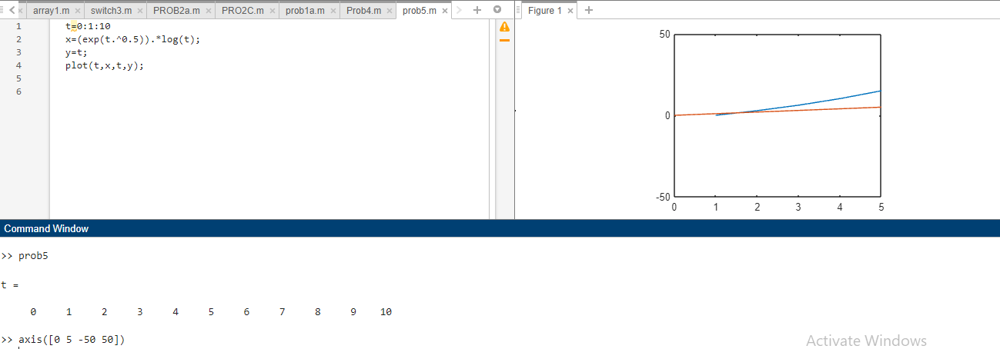 array1.m × switch3.m × PROB2a.m × PRO2C.m × prob1a.m × Prob4.m × prob5.m ×
Figure 1 ×
1 t=0:1:10
2 x=(exp(t.^0.5)).*log(t);
3 y=t;
4 plot(t,x,t,y);
5
6
50
0
-50
0 1 2 3 4 5
Command Window
>> prob5
t =
0 1 2 3 4 5 6 7 8 9 10
>> axis([0 5 -50 50])
Activate Windows